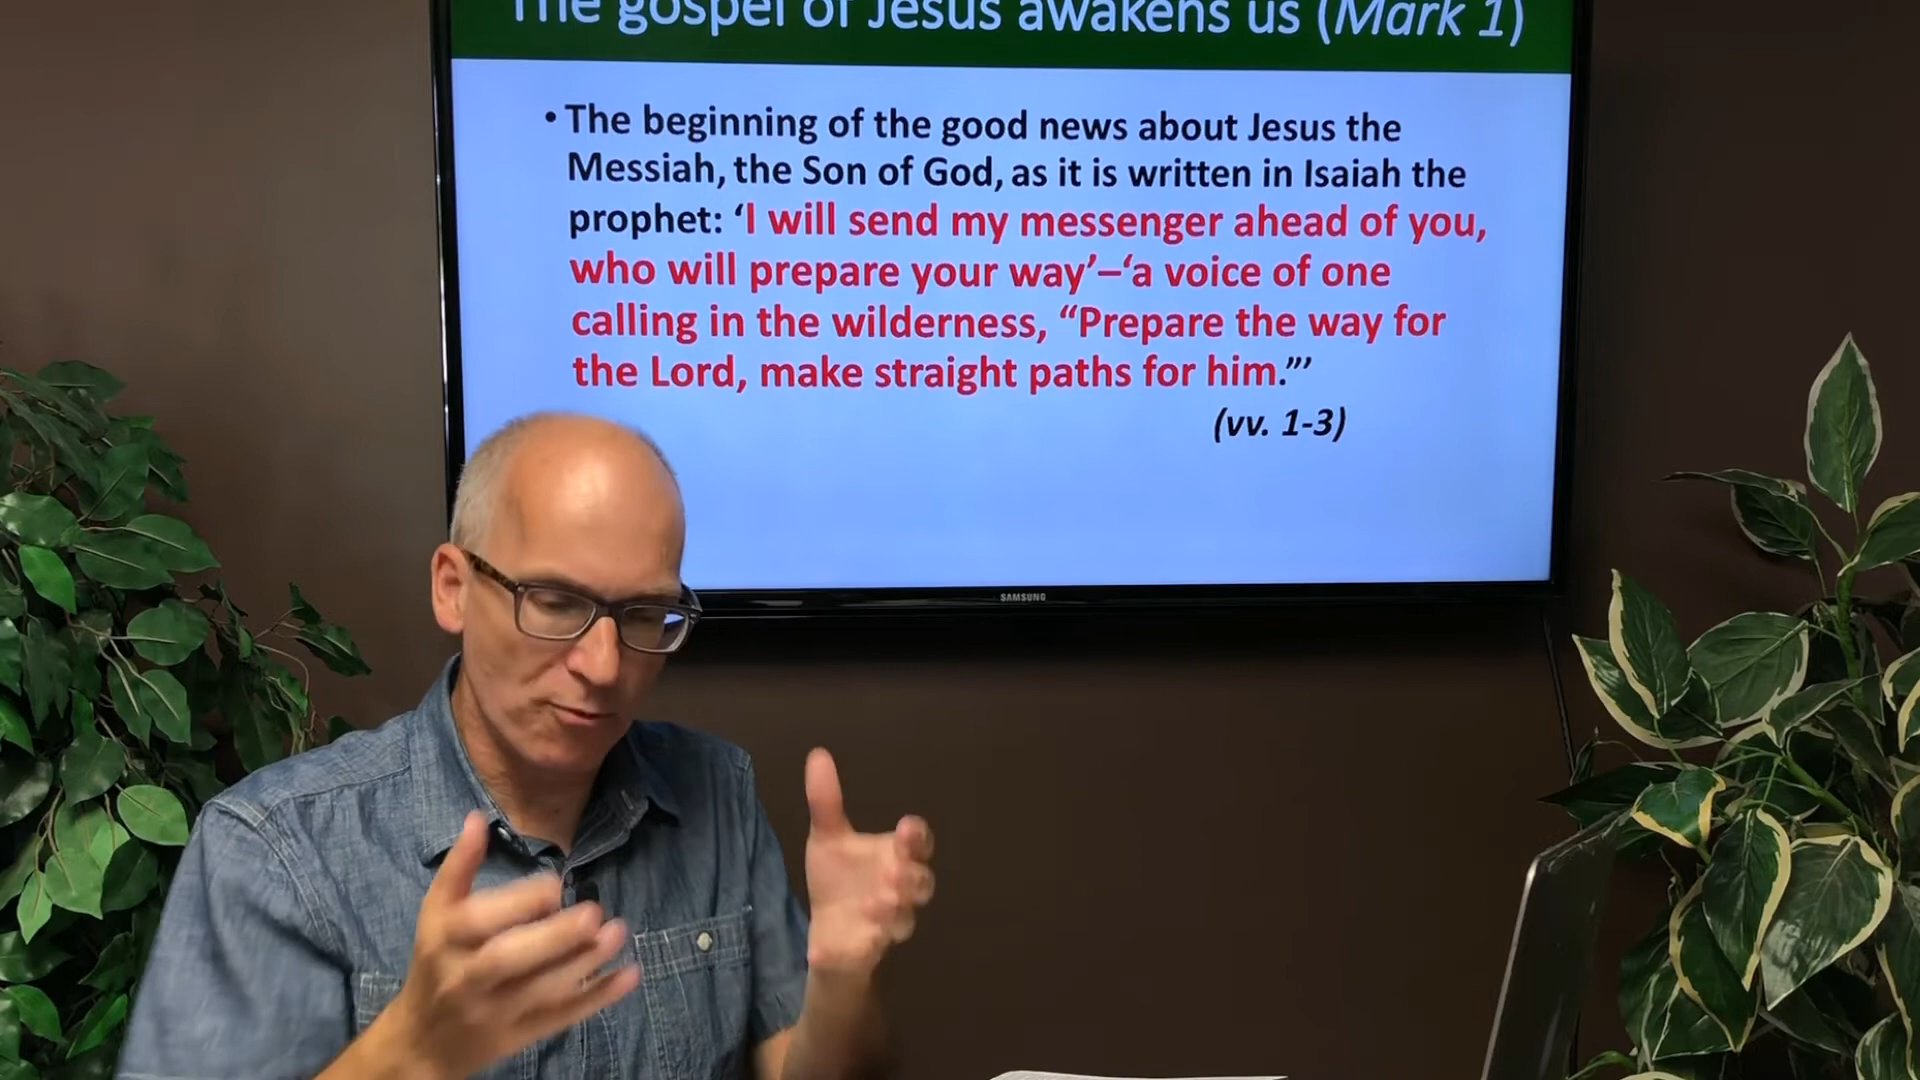 The gospel of Jesus awakens us (Mark 1)
• The beginning of the good news about Jesus the
Messiah, the Son of God, as it is written in Isaiah the
prophet: ‘I will send my messenger ahead of you,
who will prepare your way’–‘a voice of one
calling in the wilderness, “Prepare the way for
the Lord, make straight paths for him.”’
(vv. 1-3)
SAMSUNG